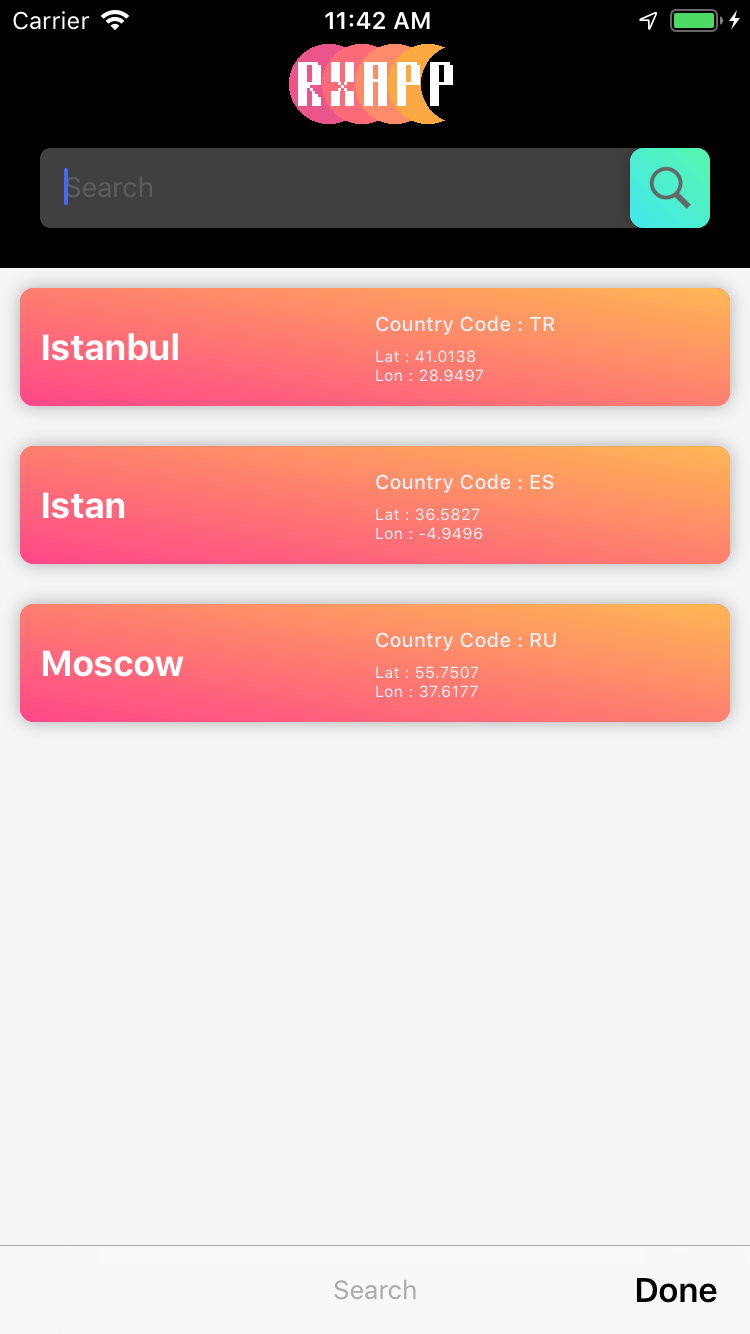 Carrier 11:42 AM
RXAPP
Search
Istanbul
Country Code : TR
Lat : 41.0138
Lon : 28.9497
Istan
Country Code : ES
Lat : 36.5827
Lon : -4.9496
Moscow
Country Code : RU
Lat : 55.7507
Lon : 37.6177
Search Done